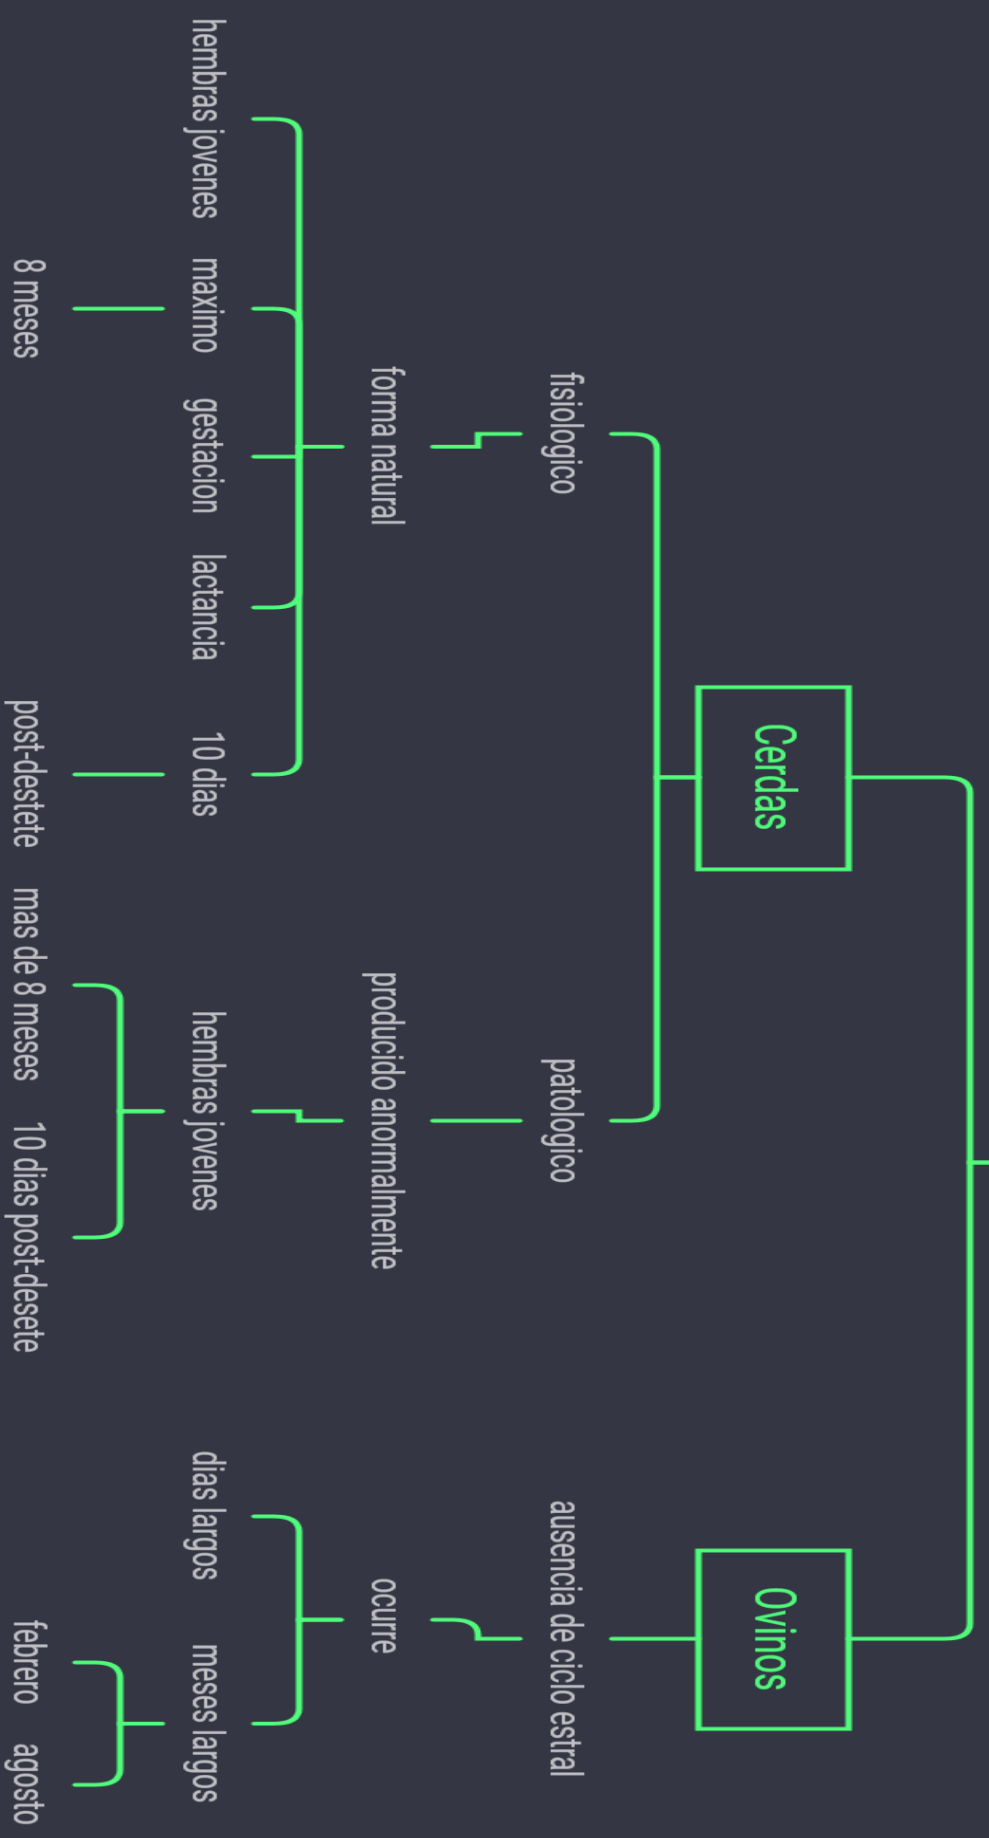 Cerdas
Ovinos
fisiologico
patologico
ausencia de ciclo estral
forma natural
producido anormalmente
ocurre
hembras jovenes
maximo
gestacion
lactancia
10 dias
hembras jovenes
dias largos
meses largos
8 meses
post-destete
mas de 8 meses
10 dias post-desete
febrero
agosto